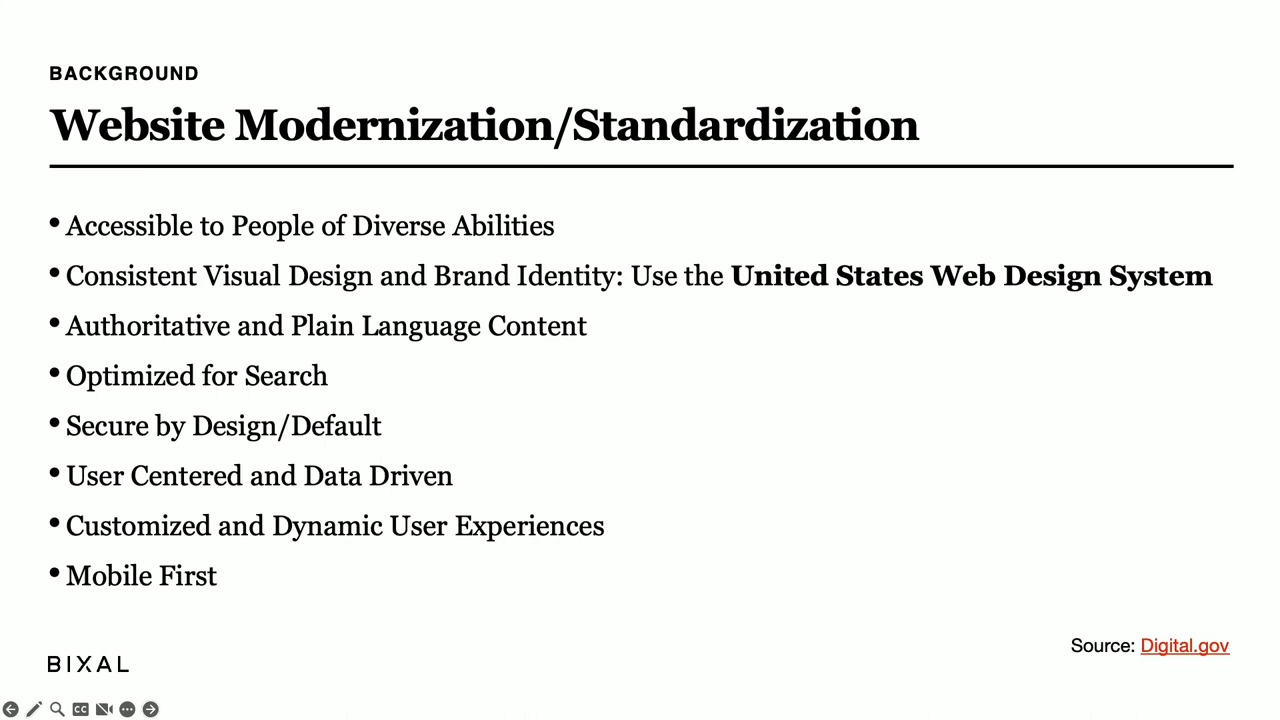 BACKGROUND
Website Modernization/Standardization
• Accessible to People of Diverse Abilities
• Consistent Visual Design and Brand Identity: Use the United States Web Design System
• Authoritative and Plain Language Content
• Optimized for Search
• Secure by Design/Default
• User Centered and Data Driven
• Customized and Dynamic User Experiences
• Mobile First
Source: Digital.gov
BIXAL
CC